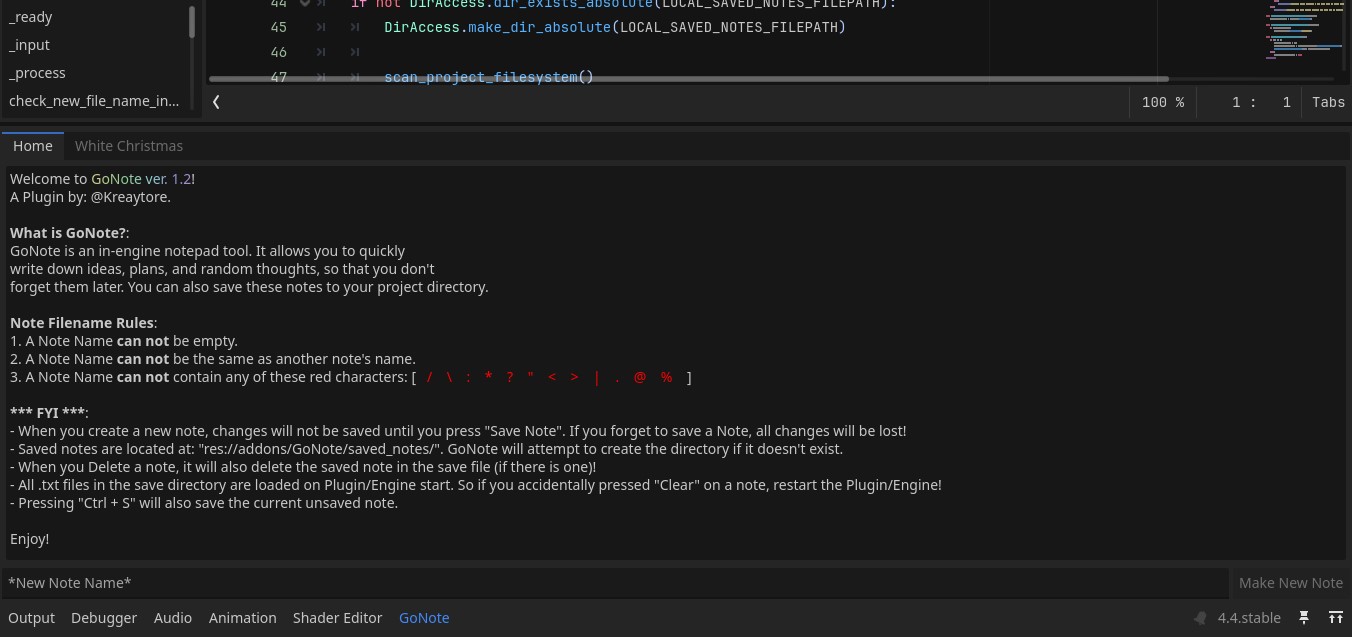 _ready
_input
_process
check_new_file_name_in...
44 if not DirAccess.dir_exists_absolute(LOCAL_SAVED_NOTES_FILEPATH):
45 DirAccess.make_dir_absolute(LOCAL_SAVED_NOTES_FILEPATH)
46
47 scan_project_filesystem()
100 % 1 : 1 Tabs
Home White Christmas
Welcome to GoNote ver. 1.2!
A Plugin by: @Kreaytore.
What is GoNote?:
GoNote is an in-engine notepad tool. It allows you to quickly
write down ideas, plans, and random thoughts, so that you don't
forget them later. You can also save these notes to your project directory.
Note Filename Rules:
1. A Note Name can not be empty.
2. A Note Name can not be the same as another note's name.
3. A Note Name can not contain any of these red characters: [ / \ : * ? " < > | . @ % ]
*** FYI ***:
- When you create a new note, changes will not be saved until you press "Save Note". If you forget to save a Note, all changes will be lost!
- Saved notes are located at: "res://addons/GoNote/saved_notes/". GoNote will attempt to create the directory if it doesn't exist.
- When you Delete a note, it will also delete the saved note in the save file (if there is one)!
- All .txt files in the save directory are loaded on Plugin/Engine start. So if you accidentally pressed "Clear" on a note, restart the Plugin/Engine!
- Pressing "Ctrl + S" will also save the current unsaved note.
Enjoy!
*New Note Name* Make New Note
Output Debugger Audio Animation Shader Editor GoNote 4.4.stable